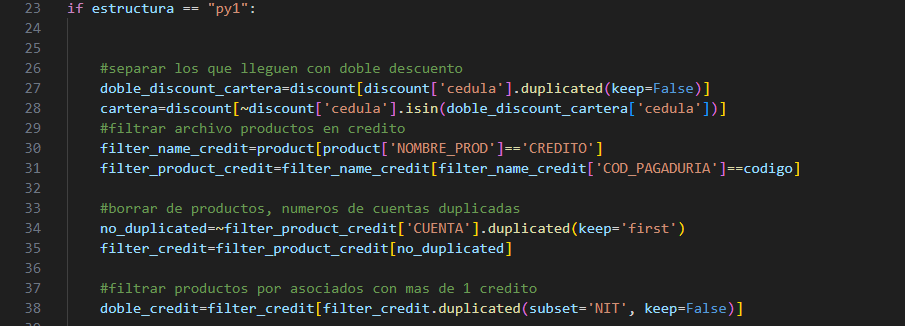 23 if estructura == "py1":
24
25
26 #separar los que lleguen con doble descuento
27 doble_discount_cartera=discount[discount['cedula'].duplicated(keep=False)]
28 cartera=discount[~discount['cedula'].isin(doble_discount_cartera['cedula'])]
29 #filtrar archivo productos en credito
30 filter_name_credit=product[product['NOMBRE_PROD']=='CREDITO']
31 filter_product_credit=filter_name_credit[filter_name_credit['COD_PAGADURIA']==codigo]
32
33 #borrar de productos, numeros de cuentas duplicadas
34 no_duplicated=~filter_product_credit['CUENTA'].duplicated(keep='first')
35 filter_credit=filter_product_credit[no_duplicated]
36
37 #filtrar productos por asociados con mas de 1 credito
38 doble_credit=filter_credit[filter_credit.duplicated(subset='NIT', keep=False)]